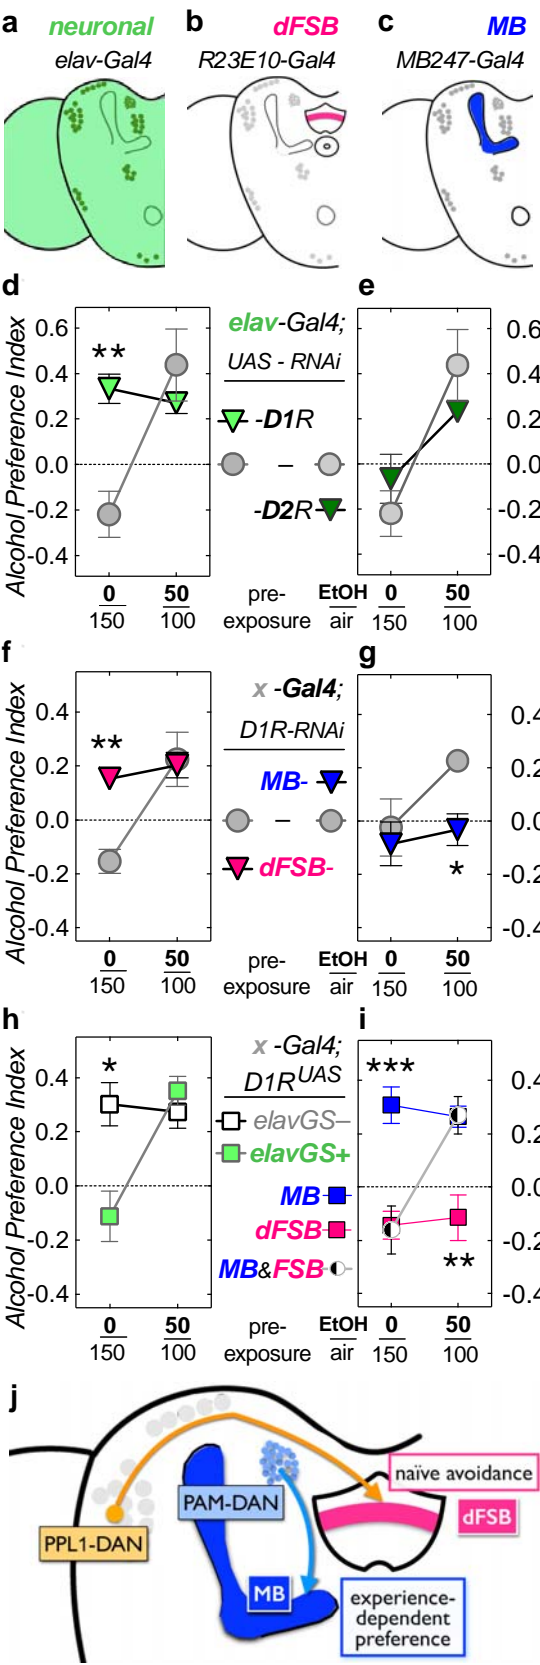 a neuronal
elav-Gal4
b dFSB
R23E10-Gal4
c MB
MB247-Gal4
d
e
Alcohol Preference Index
0.6
0.4
0.2
0.0
-0.2
-0.4
**
elav-Gal4;
UAS - RNAi
-D1R
–
-D2R
0.6
0.4
0.2
0.0
-0.2
-0.4
0 50
150 100
pre- EtOH
exposure air
0 50
150 100
f
g
Alcohol Preference Index
0.4
0.2
0.0
-0.2
-0.4
**
x -Gal4;
D1R-RNAi
MB-
–
dFSB-
*
0.4
0.2
0.0
-0.2
-0.4
0 50
150 100
pre- EtOH
exposure air
0 50
150 100
h
i
Alcohol Preference Index
0.4
0.2
0.0
-0.2
-0.4
*
x -Gal4;
D1RUAS
elavGS–
elavGS+
MB
dFSB
MB&FSB
***
**
0.4
0.2
0.0
-0.2
-0.4
0 50
150 100
pre- EtOH
exposure air
0 50
150 100
j
naïve avoidance
PAM-DAN
dFSB
PPL1-DAN
MB
experience-
dependent
preference